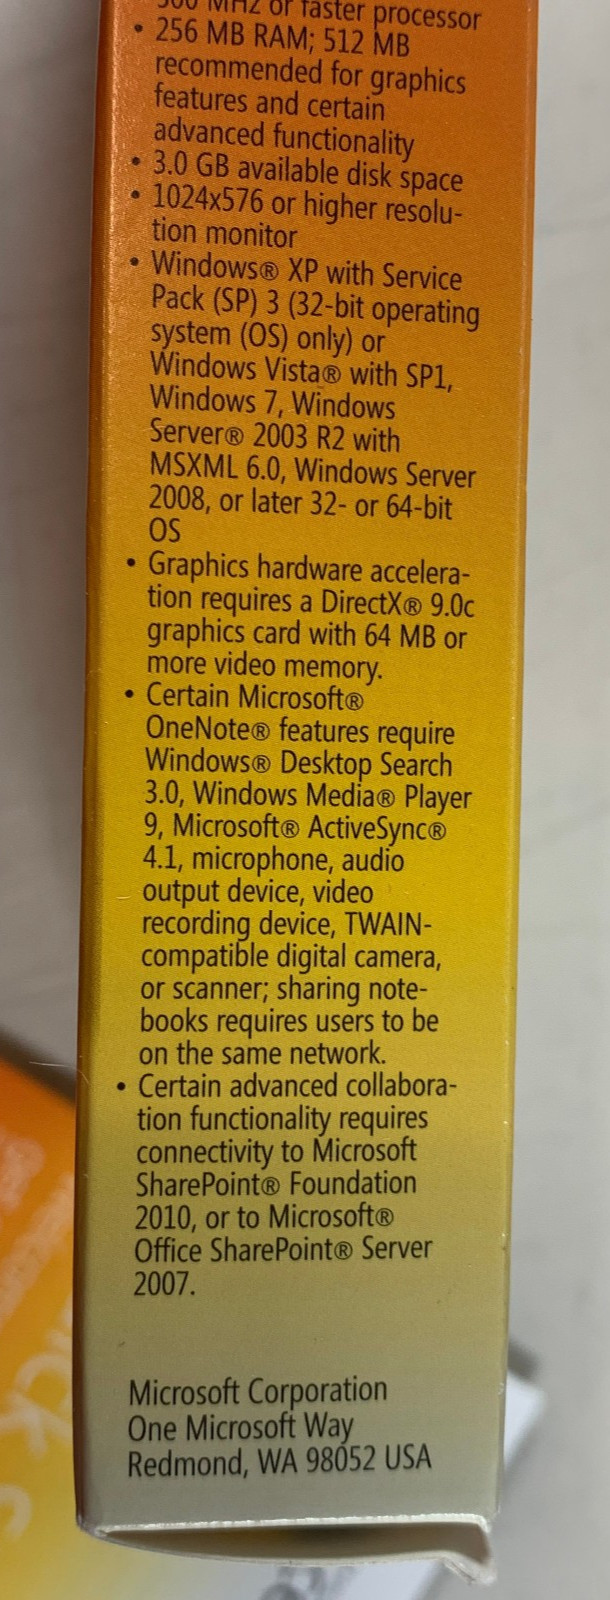 500 MHz or faster processor
• 256 MB RAM; 512 MB
recommended for graphics
features and certain
advanced functionality
• 3.0 GB available disk space
• 1024x576 or higher resolu-
tion monitor
• Windows® XP with Service
Pack (SP) 3 (32-bit operating
system (OS) only) or
Windows Vista® with SP1,
Windows 7, Windows
Server® 2003 R2 with
MSXML 6.0, Windows Server
2008, or later 32- or 64-bit
OS
• Graphics hardware accelera-
tion requires a DirectX® 9.0c
graphics card with 64 MB or
more video memory.
• Certain Microsoft®
OneNote® features require
Windows® Desktop Search
3.0, Windows Media® Player
9, Microsoft® ActiveSync®
4.1, microphone, audio
output device, video
recording device, TWAIN-
compatible digital camera,
or scanner; sharing note-
books requires users to be
on the same network.
• Certain advanced collabora-
tion functionality requires
connectivity to Microsoft
SharePoint® Foundation
2010, or to Microsoft®
Office SharePoint® Server
2007.
Microsoft Corporation
One Microsoft Way
Redmond, WA 98052 USA